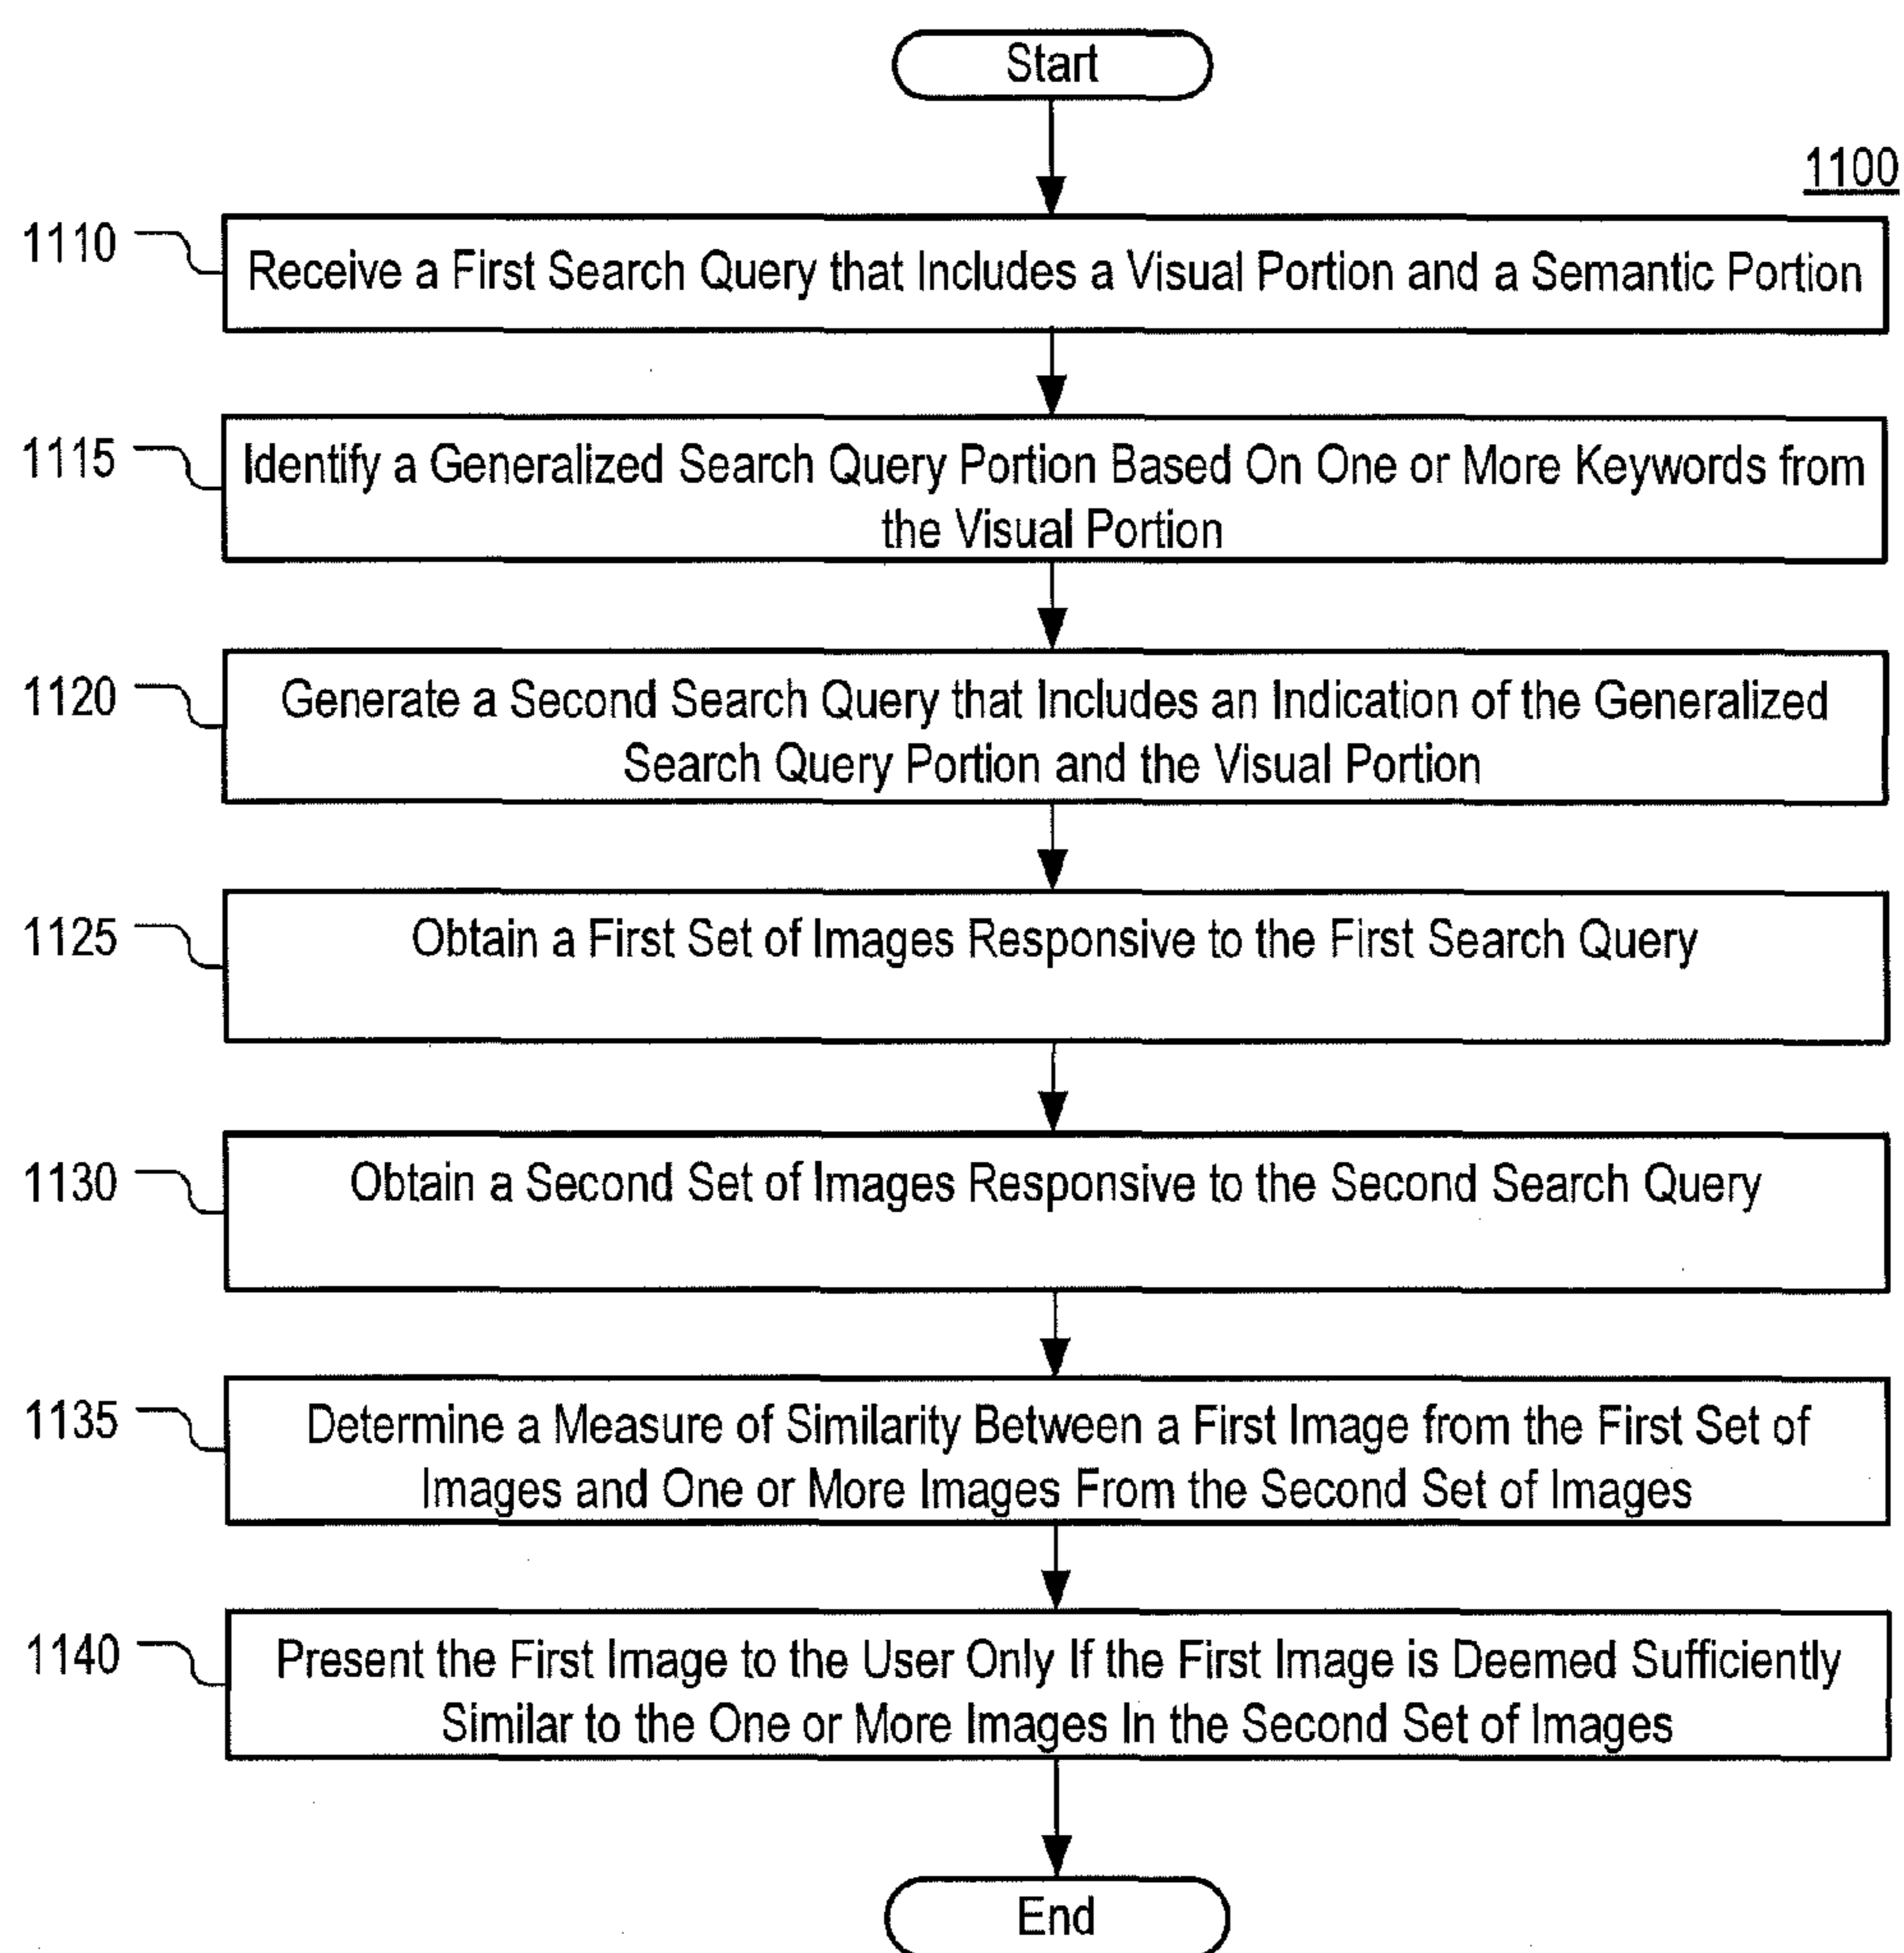 Start
1100
1110
Receive a First Search Query that Includes a Visual Portion and a Semantic Portion
1115
Identify a Generalized Search Query Portion Based On One or More Keywords from
the Visual Portion
1120
Generate a Second Search Query that Includes an Indication of the Generalized
Search Query Portion and the Visual Portion
1125
Obtain a First Set of Images Responsive to the First Search Query
1130
Obtain a Second Set of Images Responsive to the Second Search Query
1135
Determine a Measure of Similarity Between a First Image from the First Set of
Images and One or More Images From the Second Set of Images
1140
Present the First Image to the User Only If the First Image is Deemed Sufficiently
Similar to the One or More Images In the Second Set of Images
End